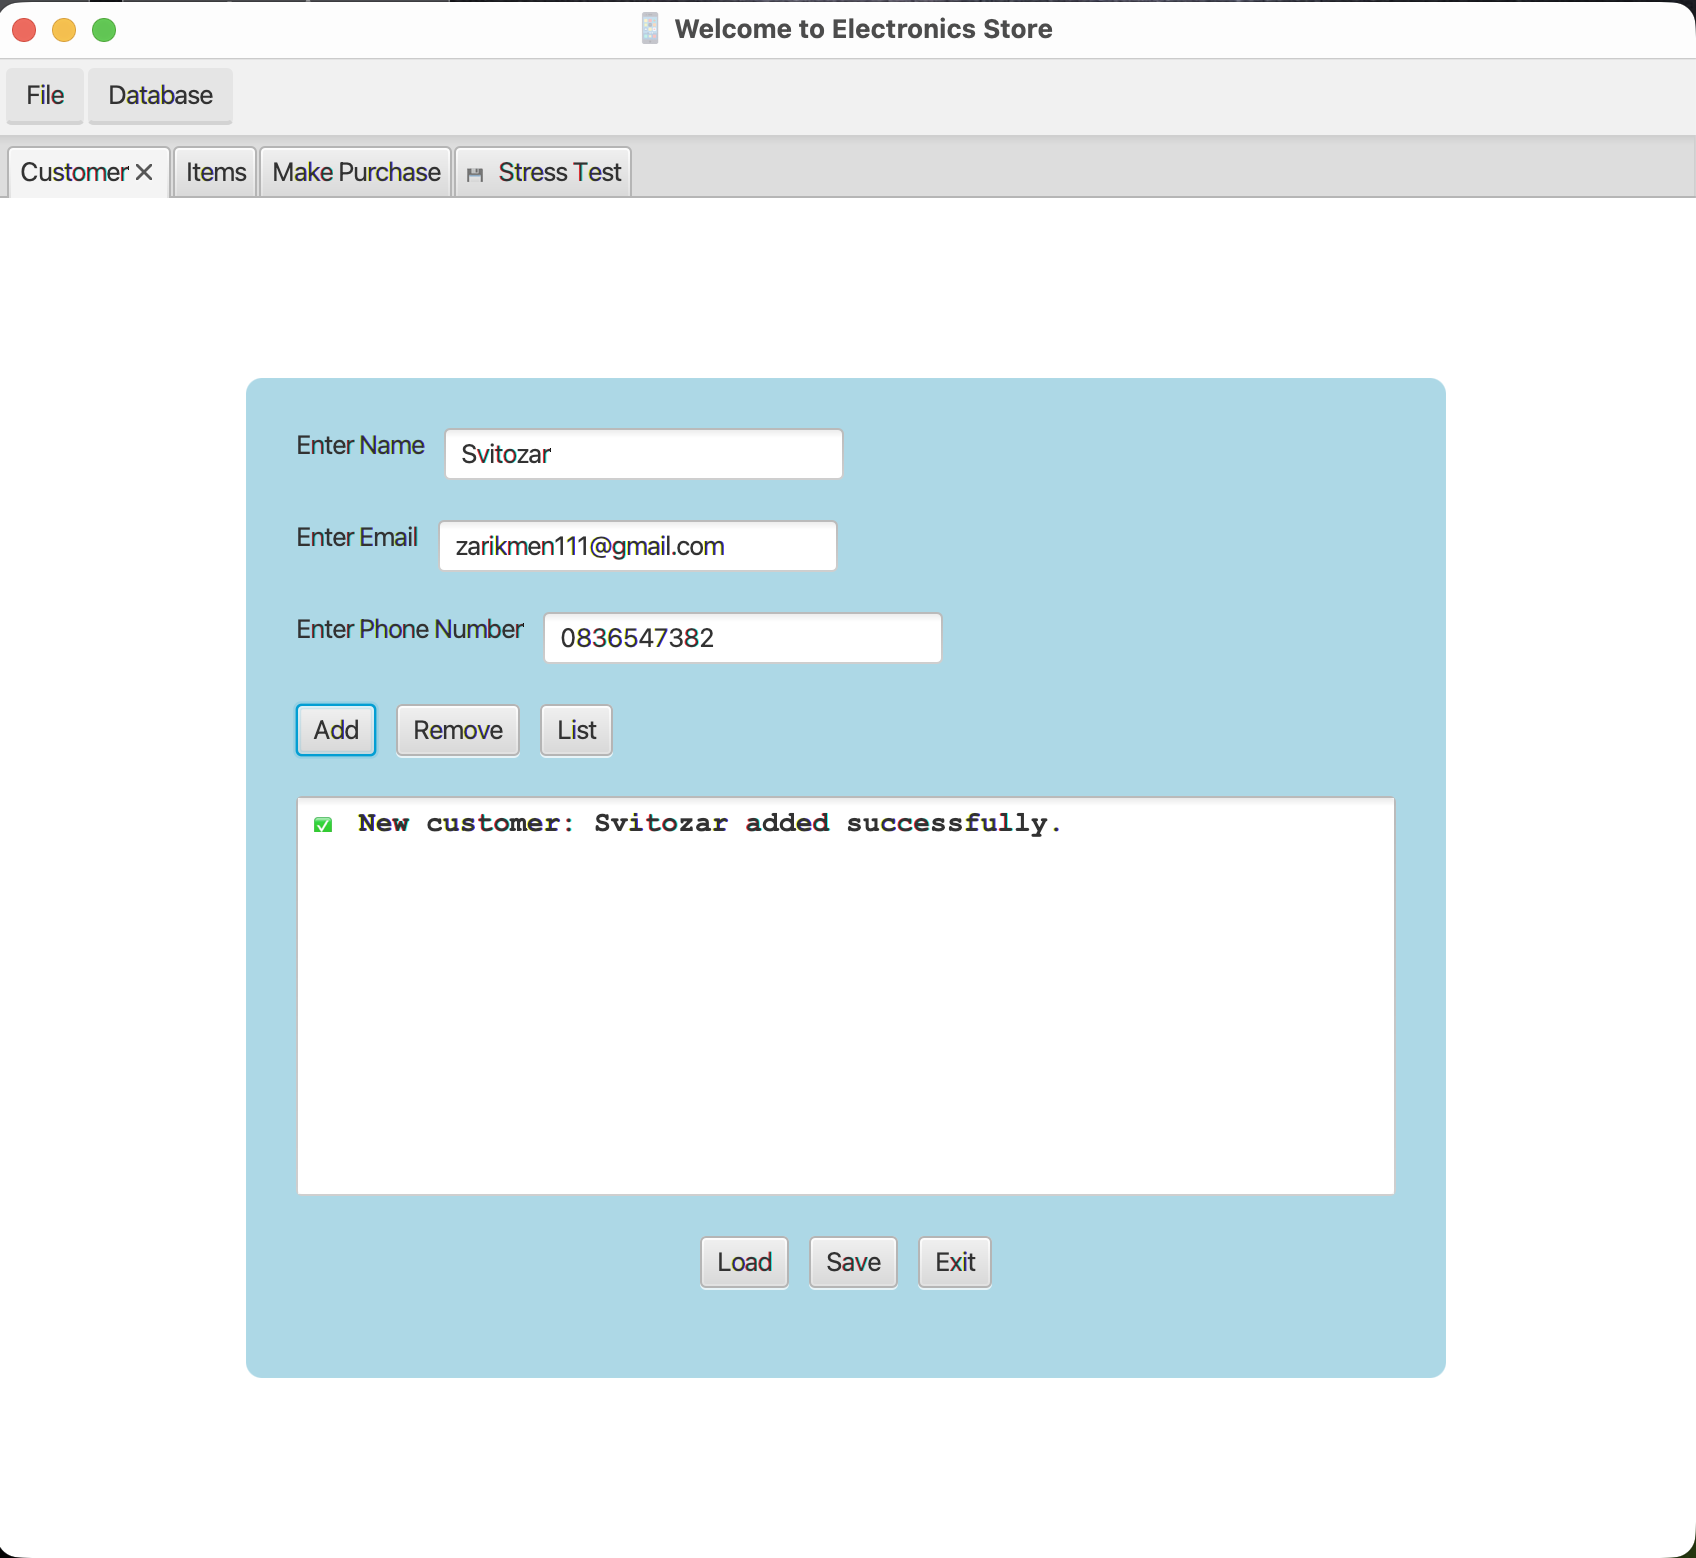 Welcome to Electronics Store
File Database
Customer Items Make Purchase Stress Test
Enter Name Svitozar
Enter Email zarikmen111@gmail.com
Enter Phone Number 0836547382
Add Remove List
New customer: Svitozar added successfully.
Load Save Exit